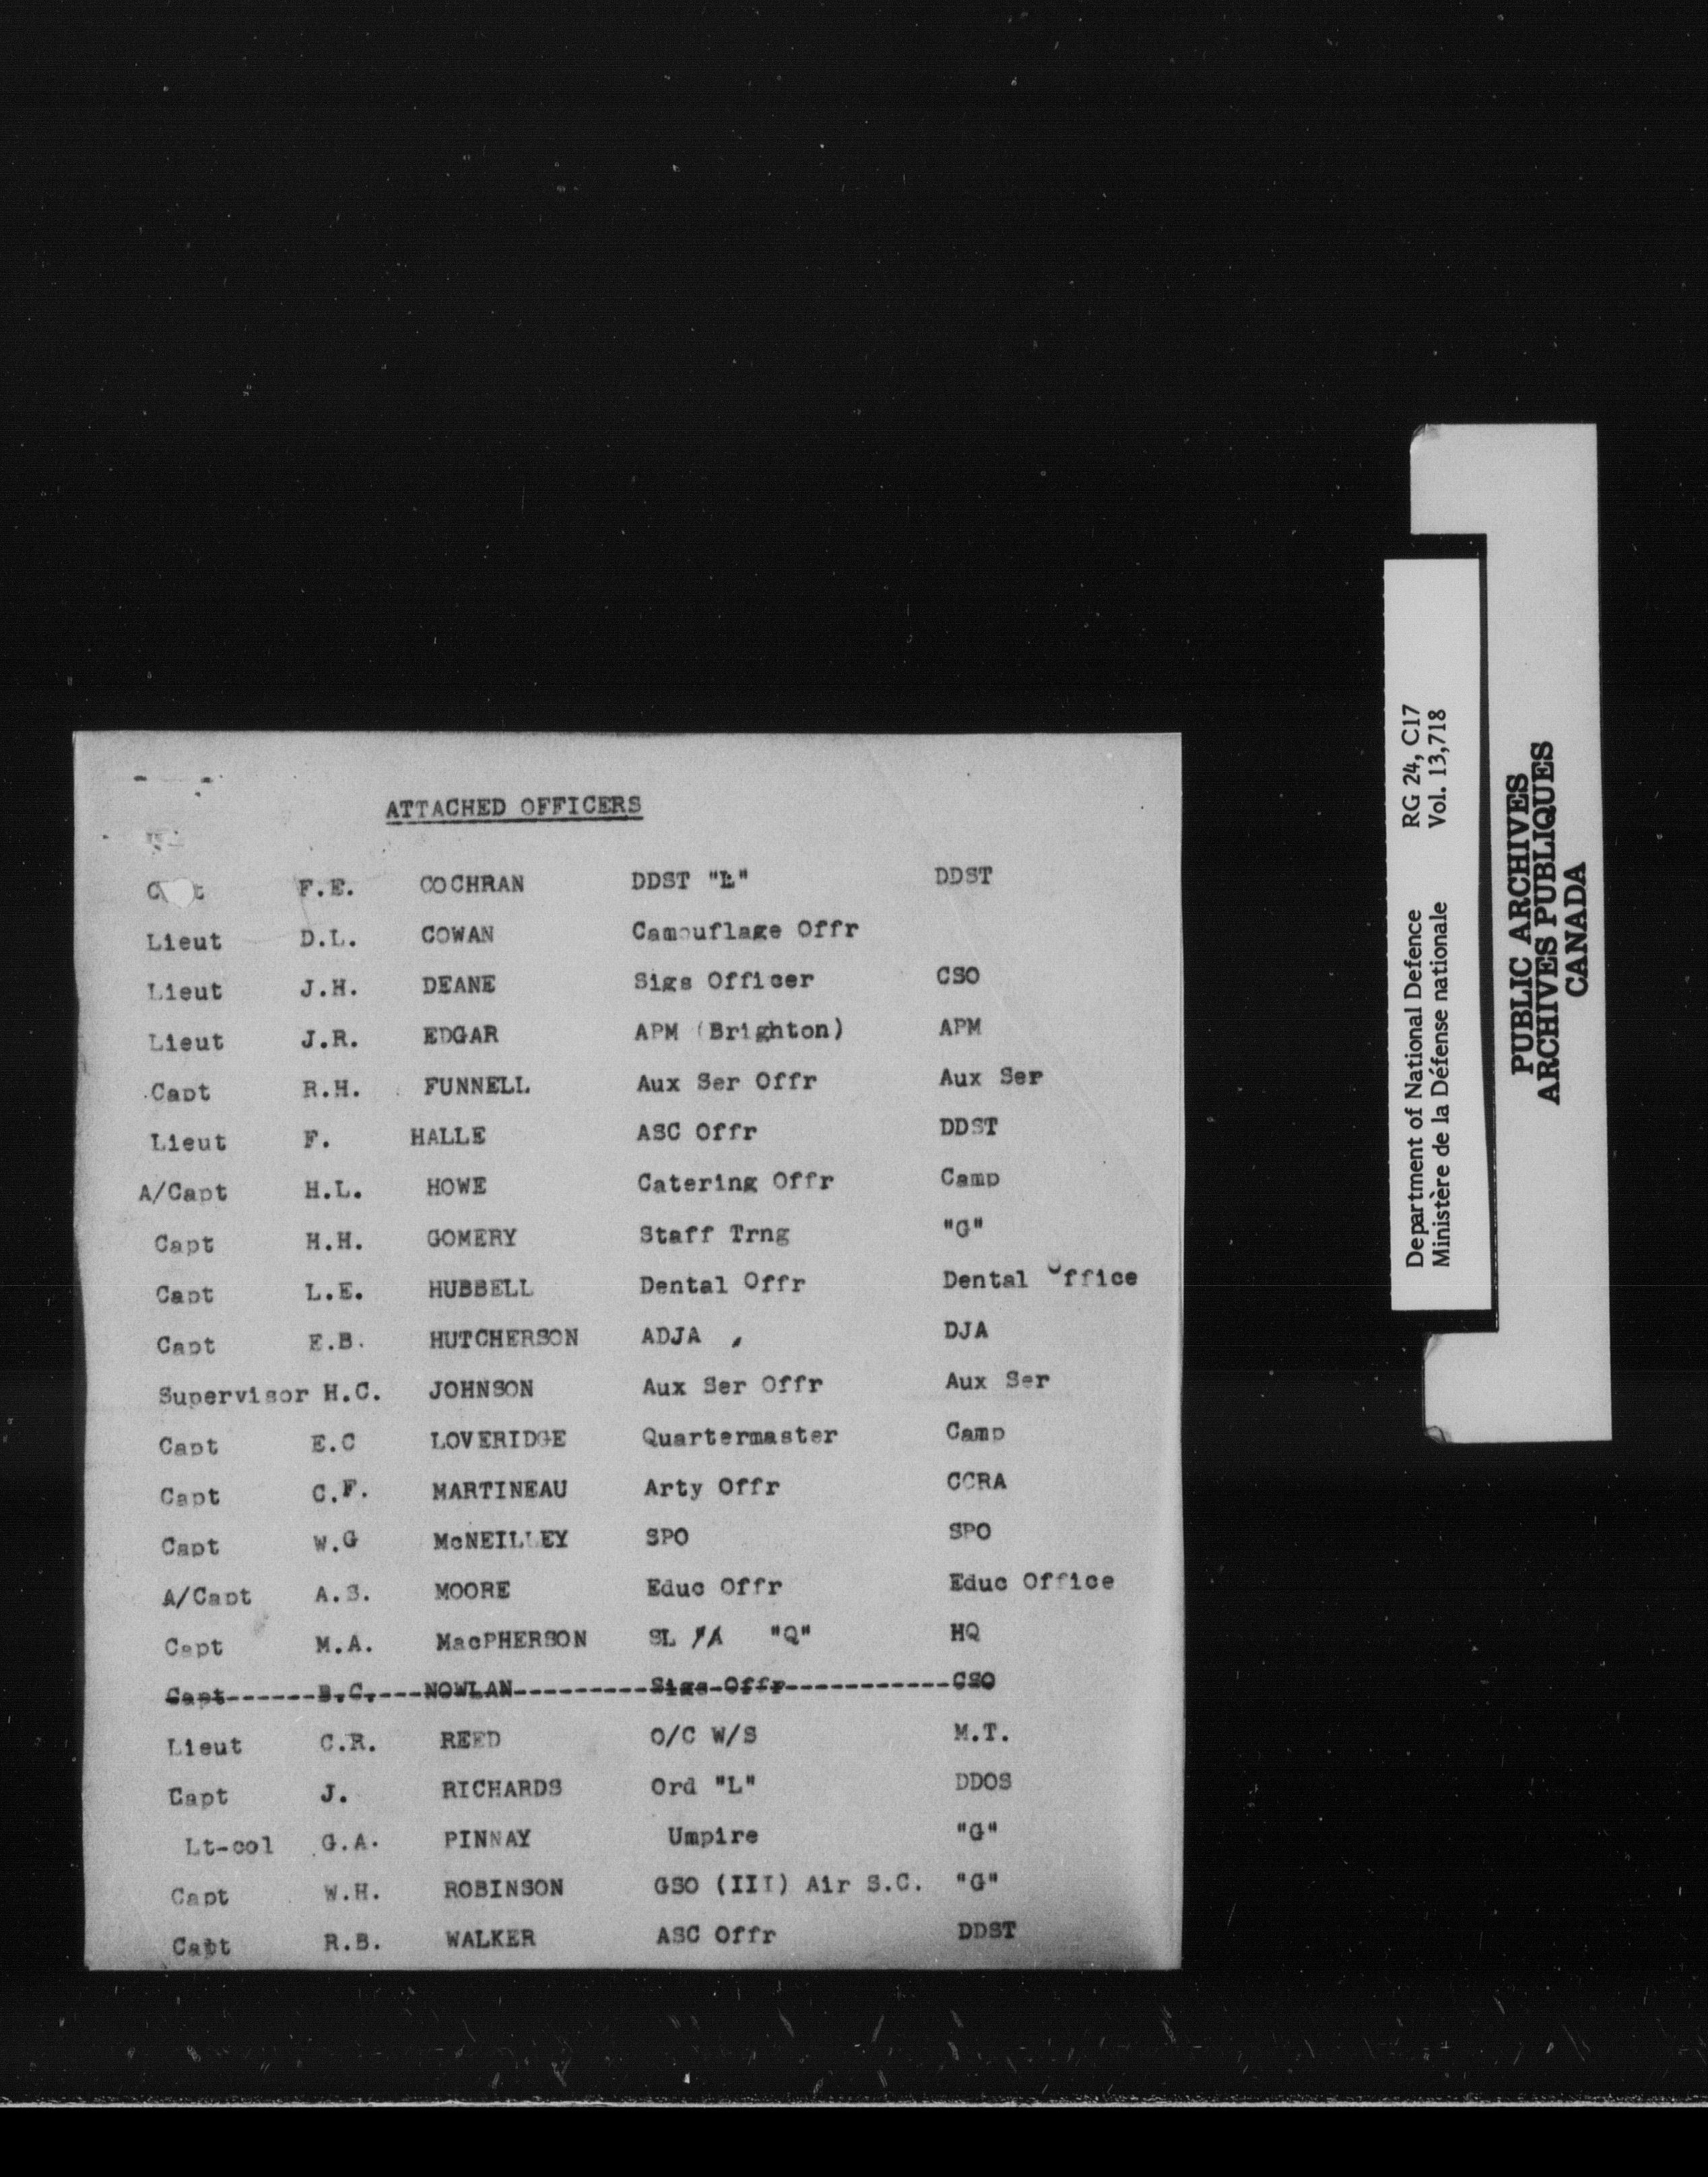 ATTACHED OFFICERS
F.E. COCHRAN DDST "L" DDST
Lieut D.L. COWAN Camouflage Offr
Lieut J.H. DEANE Sigs Officer CSO
Lieut J.R. EDGAR APM (Brighton) APM
Capt R.H. FUNNELL Aux Ser Offr Aux Ser
Lieut F. HALLE ASC Offr DDST
A/Capt H.L. HOWE Catering Offr Camp
Capt H.H. GOMERY Staff Trng "G"
Capt L.E. HUBBELL Dental Offr Dental Office
Capt E.B. HUTCHERSON ADJA DJA
Supervisor H.C. JOHNSON Aux Ser Offr Aux Ser
Capt E.C LOVERIDGE Quartermaster Camp
Capt C.F. MARTINEAU Arty Offr CCRA
Capt W.G McNEILLEY SPO SPO
A/Capt A.S. MOORE Educ Offr Educ Office
Capt M.A. MacPHERSON SL /A "Q" HQ
Capt------B.C.---NOWLAN---------Sigs-Offr-----------CSO
Lieut C.R. REED O/C W/S M.T.
Capt J. RICHARDS Ord "L" DDOS
Lt-col G.A. PINNAY Umpire "G"
Capt W.H. ROBINSON GSO (III) Air S.C. "G"
Capt R.B. WALKER ASC Offr DDST
Department of National Defence RG 24, C17
Ministère de la Défense nationale Vol. 13,718
PUBLIC ARCHIVES
ARCHIVES PUBLIQUES
CANADA